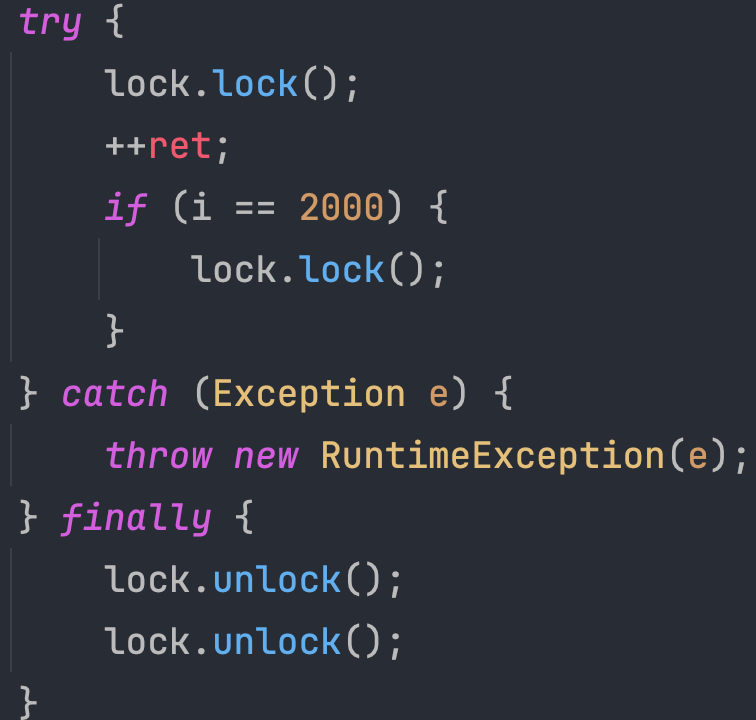 try {
    lock.lock();
    ++ret;
    if (i == 2000) {
        lock.lock();
    }
} catch (Exception e) {
    throw new RuntimeException(e);
} finally {
    lock.unlock();
    lock.unlock();
}